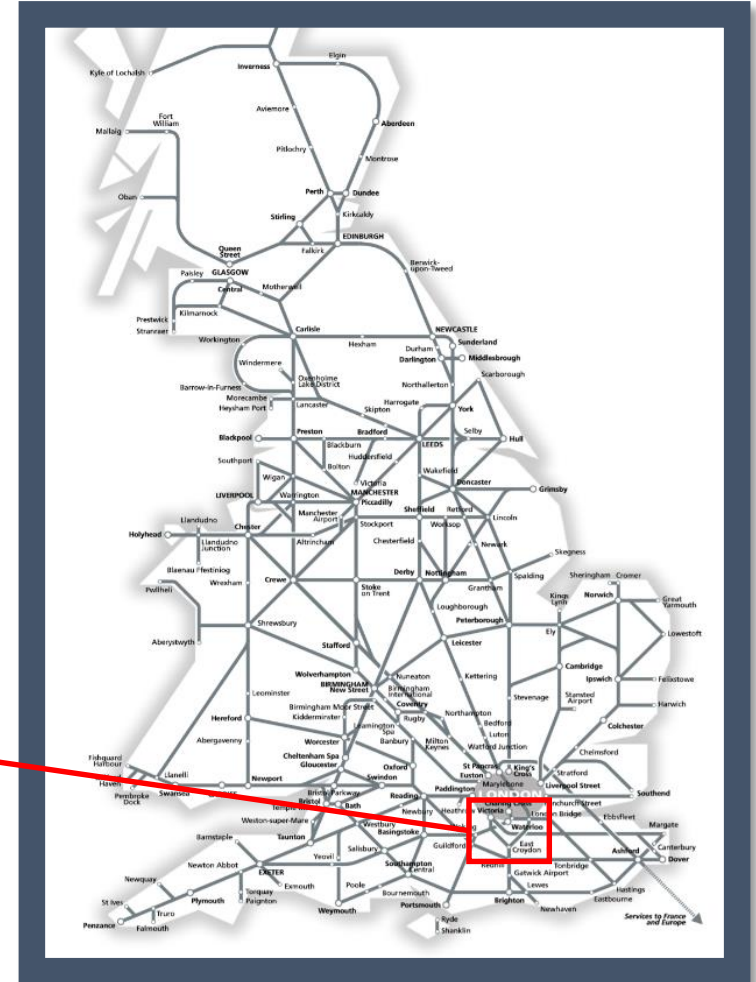 Elgin
Inverness
Kyle of Lochalsh
Aviemore
Fort
William
Mallaig
Aberdeen
Pitlochry
Montrose
Perth
Dundee
Oban
Stirling
Kirkcaldy
EDINBURGH
Queen
Street
Falkirk
Berwick-
upon-Tweed
Paisley
GLASGOW
Central
Motherwell
Prestwick
Kilmarnock
Stranraer
Carlisle
NEWCASTLE
Workington
Hexham
Sunderland
Durham
Darlington
Middlesbrough
Windermere
Scarborough
Oxenholme
Lake District
Northallerton
Barrow-in-Furness
Morecambe
Heysham Port
Lancaster
Harrogate
York
Skipton
Blackpool
Preston
Bradford
Selby
Hull
Blackburn
LEEDS
Southport
Huddersfield
Bolton
Wigan
Victoria
Wakefield
MANCHESTER
Doncaster
Grimsby
LIVERPOOL
Warrington
Piccadilly
Llandudno
Manchester
Airport
Sheffield
Retford
Lincoln
Holyhead
Chester
Stockport
Worksop
Llandudno
Junction
Altrincham
Chesterfield
Newark
Skegness
Blaenau Ffestiniog
Derby
Nottingham
Sheringham
Cromer
Pwllheli
Wrexham
Crewe
Stoke
on Trent
Grantham
Spalding
Kings
Lynn
Norwich
Great
Yarmouth
Loughborough
Shrewsbury
Peterborough
Aberystwyth
Stafford
Leicester
Ely
Lowestoft
Wolverhampton
BIRMINGHAM
New Street
Nuneaton
Kettering
Cambridge
Birmingham
International
Ipswich
Felixstowe
Leominster
Coventry
Stevenage
Stansted
Airport
Harwich
Birmingham Moor Street
Northampton
Hereford
Kidderminster
Rugby
Bedford
Colchester
Leamington
Spa
Abergavenny
Worcester
Banbury
Milton
Keynes
Luton
Watford Junction
Chelmsford
Fishguard
Harbour
Cheltenham Spa
Gloucester
Oxford
St Pancras
King's
Cross
Euston
Stratford
Haven
Llanelli
Swindon
Marylebone
Liverpool Street
Pembroke
Dock
Swansea
Newport
Paddington
LONDON
Southend
Bristol Parkway
Reading
Charing Cross
Bristol
Bath
Newbury
Heathrow
Victoria
London Bridge
Ebbsfleet
Weston-super-Mare
Westbury
Waterloo
Margate
Barnstaple
Taunton
Basingstoke
Guildford
East
Croydon
Canterbury
Yeovil
Salisbury
Ashford
Dover
Newton Abbot
EXETER
Southampton
Central
Redhill
Tonbridge
Gatwick Airport
Newquay
Exmouth
Poole
Lewes
Hastings
Torquay
Paignton
Bournemouth
Eastbourne
St Ives
Plymouth
Portsmouth
Brighton
Newhaven
Truro
Weymouth
Penzance
Falmouth
Ryde
Shanklin
Services to France
and Europe